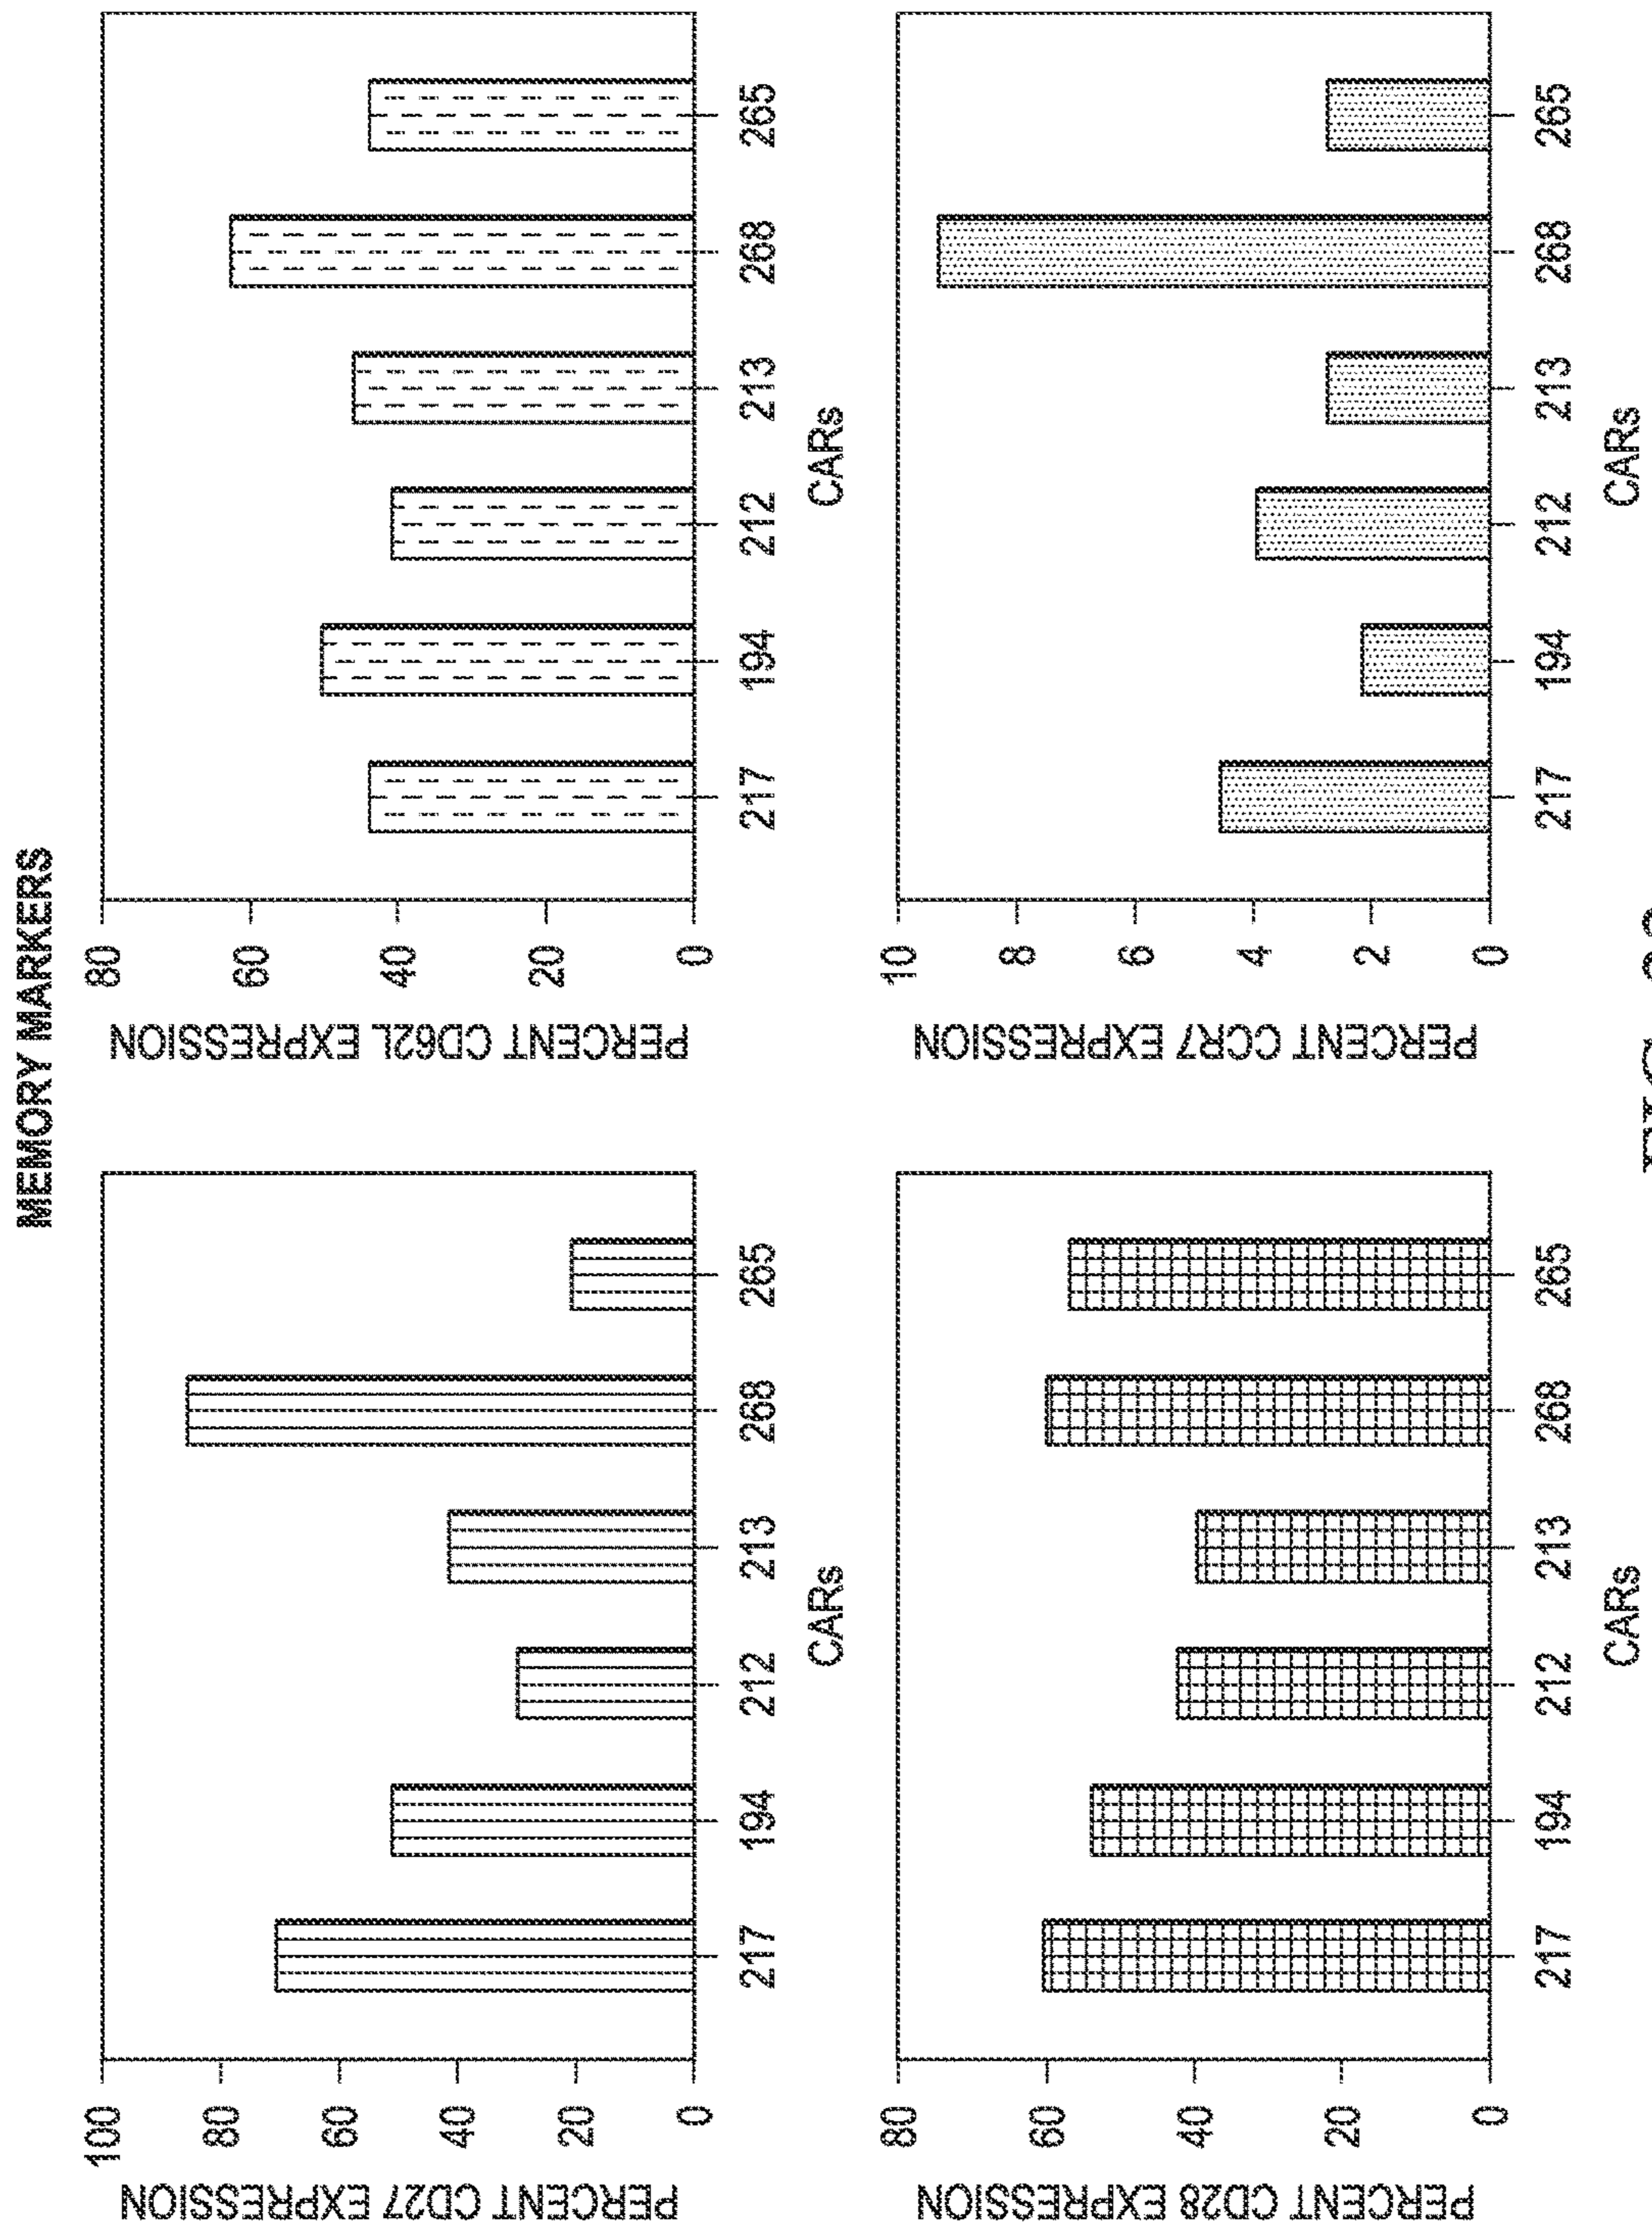 MEMORY MARKERS
PERCENT CD27 EXPRESSION
100
80
60
40
20
0
217 194 212 213 268 265
CARs
PERCENT CD62L EXPRESSION
80
60
40
20
0
217 194 212 213 268 265
CARs
PERCENT CD28 EXPRESSION
80
60
40
20
0
217 194 212 213 268 265
CARs
PERCENT CCR7 EXPRESSION
10
8
6
4
2
0
217 194 212 213 268 265
CARs